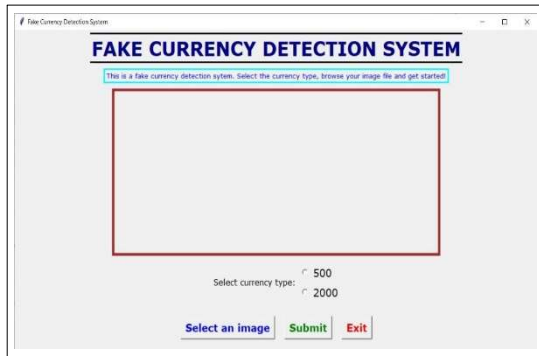 Fake Currency Detection System
FAKE CURRENCY DETECTION SYSTEM
This is a fake currency detection sytem. Select the currency type, browse your image file and get started!
Select currency type:
500
2000
Select an image Submit Exit